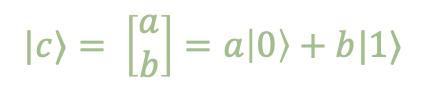 |c⟩ = [a b] = a|0⟩ + b|1⟩